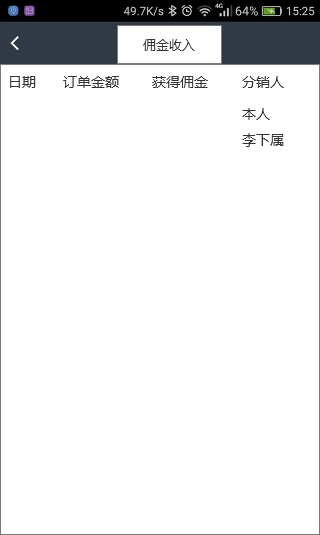 49.7K/s 4G 64% 15:25
佣金收入
日期 订单金额 获得佣金 分销人
本人
李下属